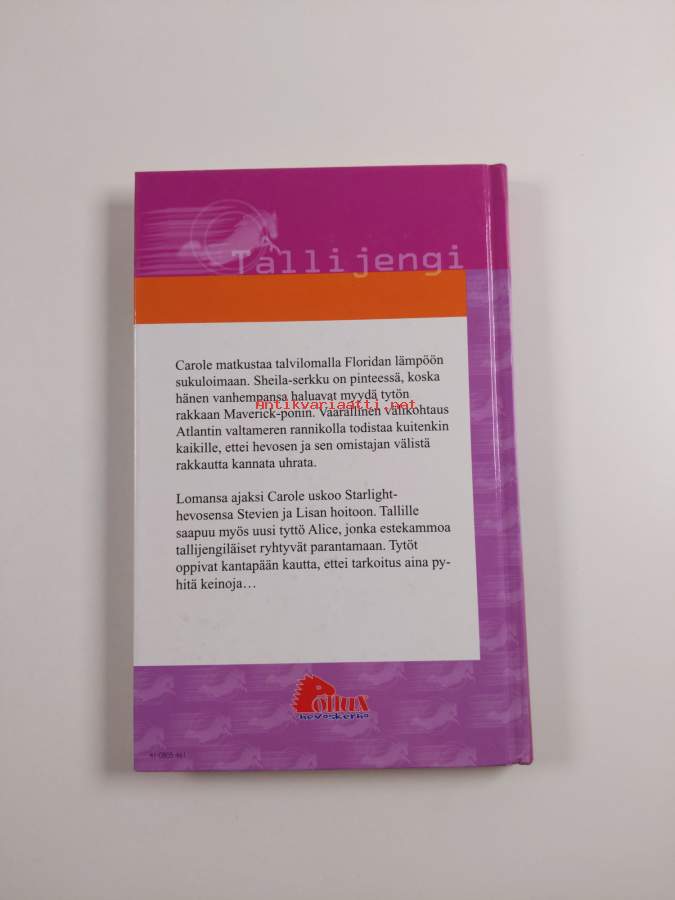 Tallijengi
Carole matkustaa talvilomalla Floridan lämpöön
sukuloimaan. Sheila-serkku on pinteessä, koska
hänen vanhempansa haluavat myydä tytön
rakkaan Maverick-ponin. Vaarallinen välikohtaus
Antikvariaatti.net
Atlantin valtameren rannikolla todistaa kuitenkin
kaikille, ettei hevosen ja sen omistajan välistä
rakkautta kannata uhrata.
Lomansa ajaksi Carole uskoo Starlight-
hevosensa Stevien ja Lisan hoitoon. Tallille
saapuu myös uusi tyttö Alice, jonka estekammoa
tallijengiläiset ryhtyvät parantamaan. Tytöt
oppivat kantapään kautta, ettei tarkoitus aina py-
hitä keinoja…
Pollux
hevoskerho